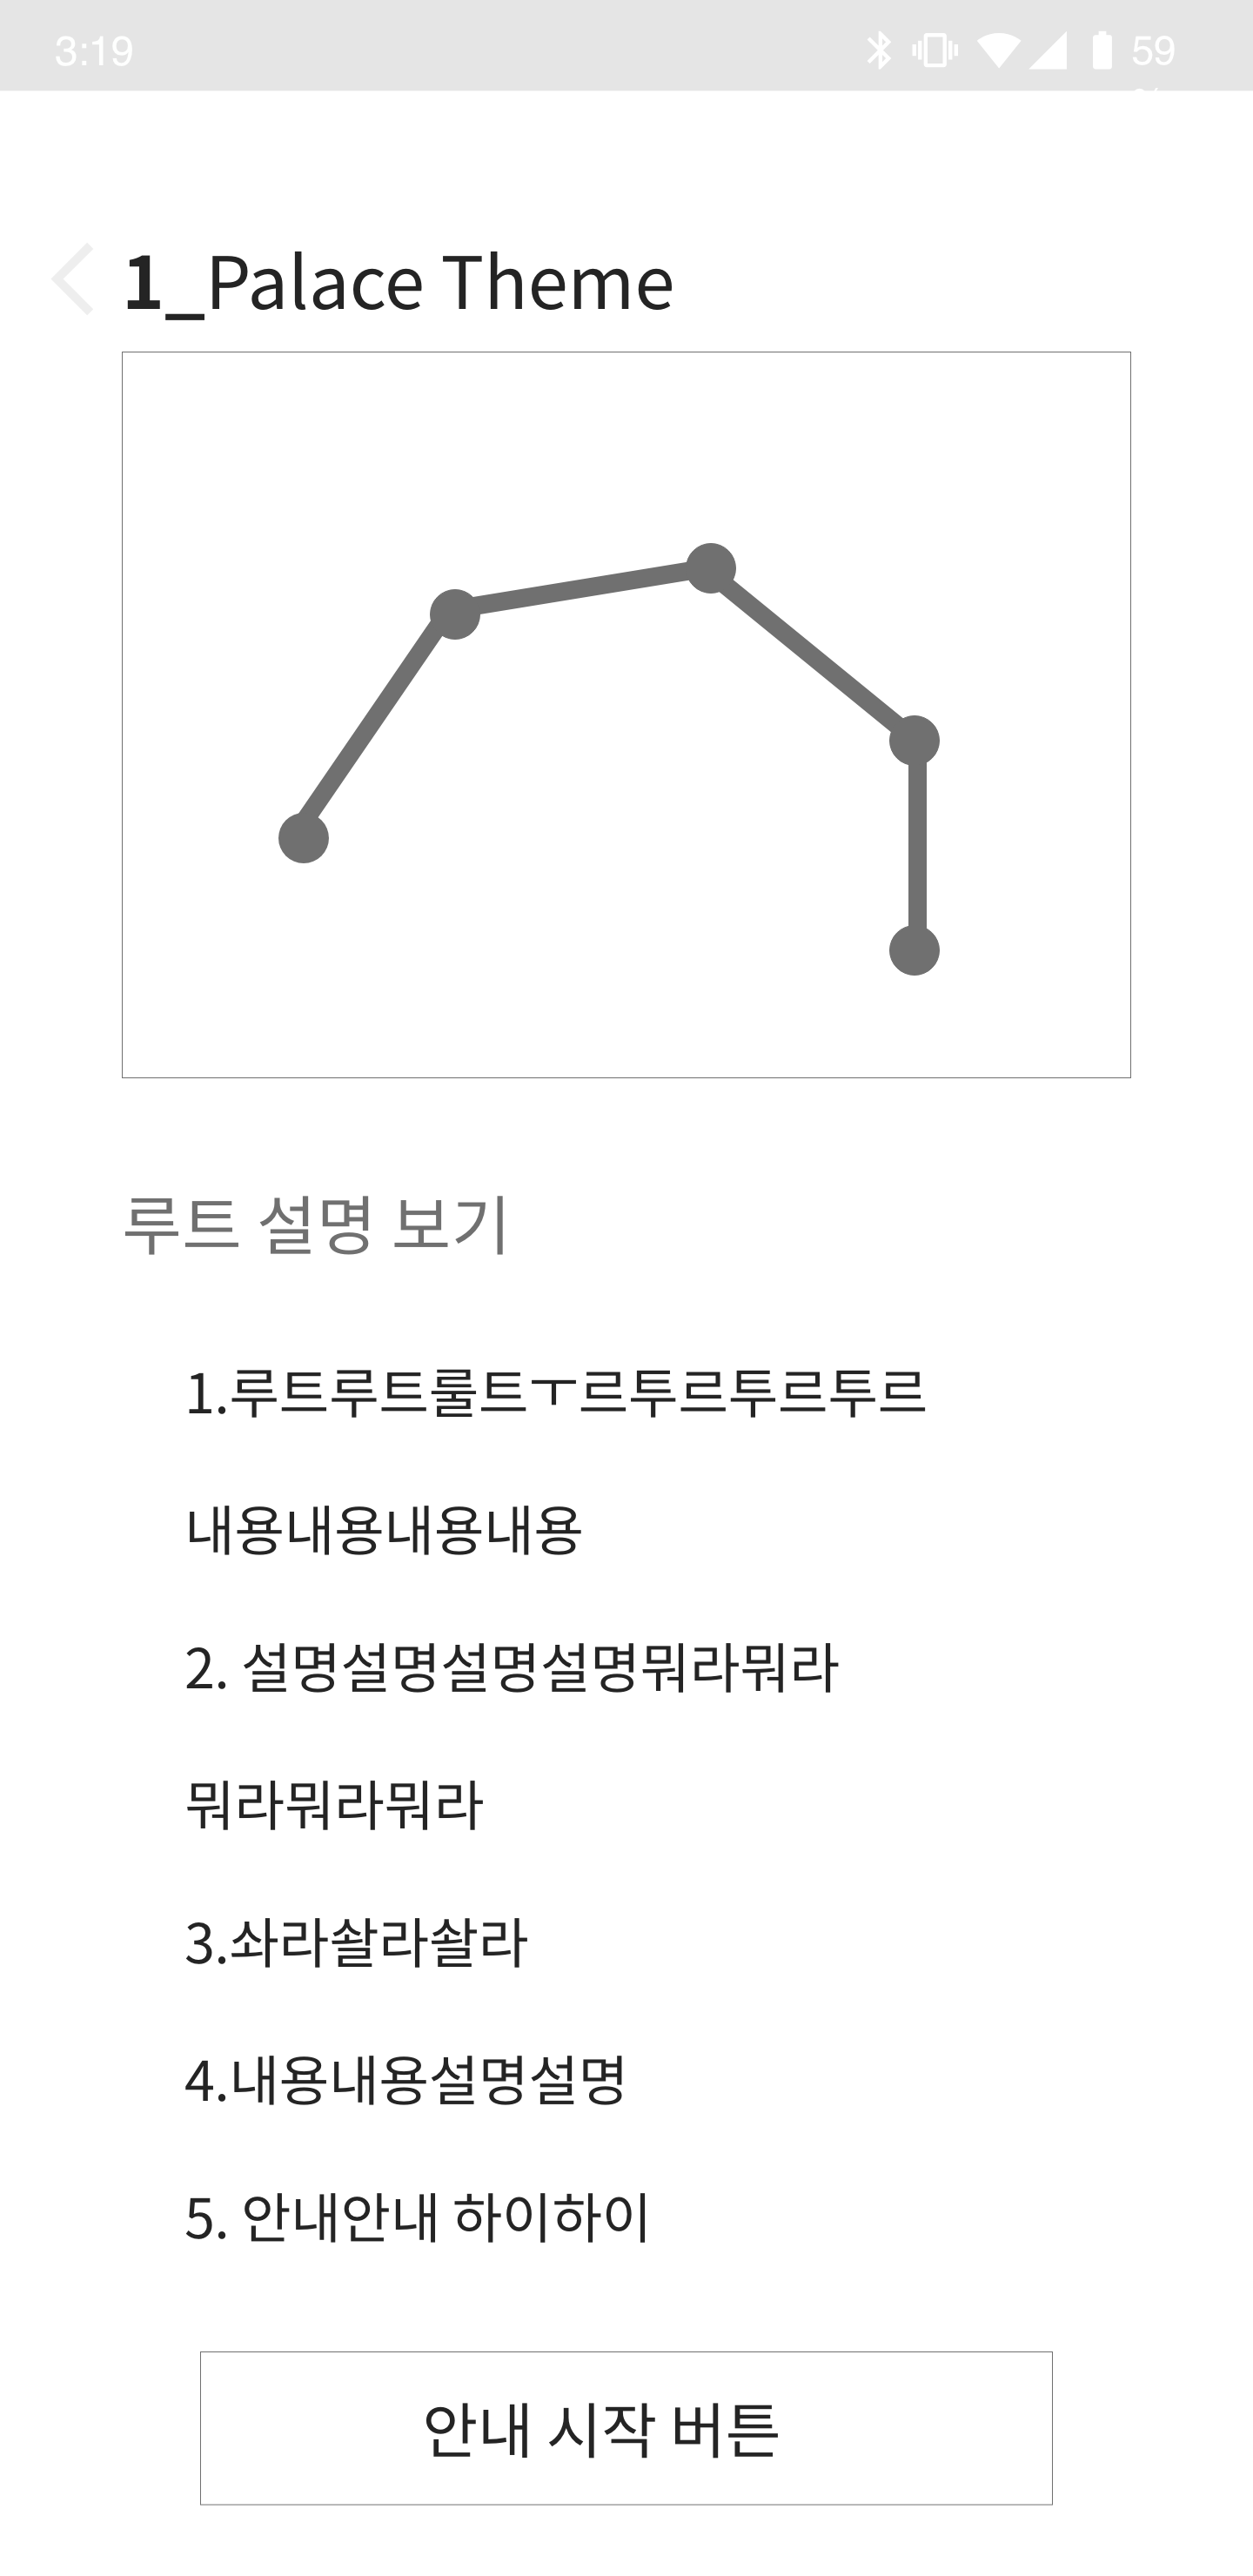 3:19
59
1_Palace Theme
루트 설명 보기
1.루트루트룰트ㅜ르투르투르투르
내용내용내용내용
2. 설명설명설명설명뭐라뭐라
뭐라뭐라뭐라
3.솨라솰라솰라
4.내용내용설명설명
5. 안내안내 하이하이
안내 시작 버튼